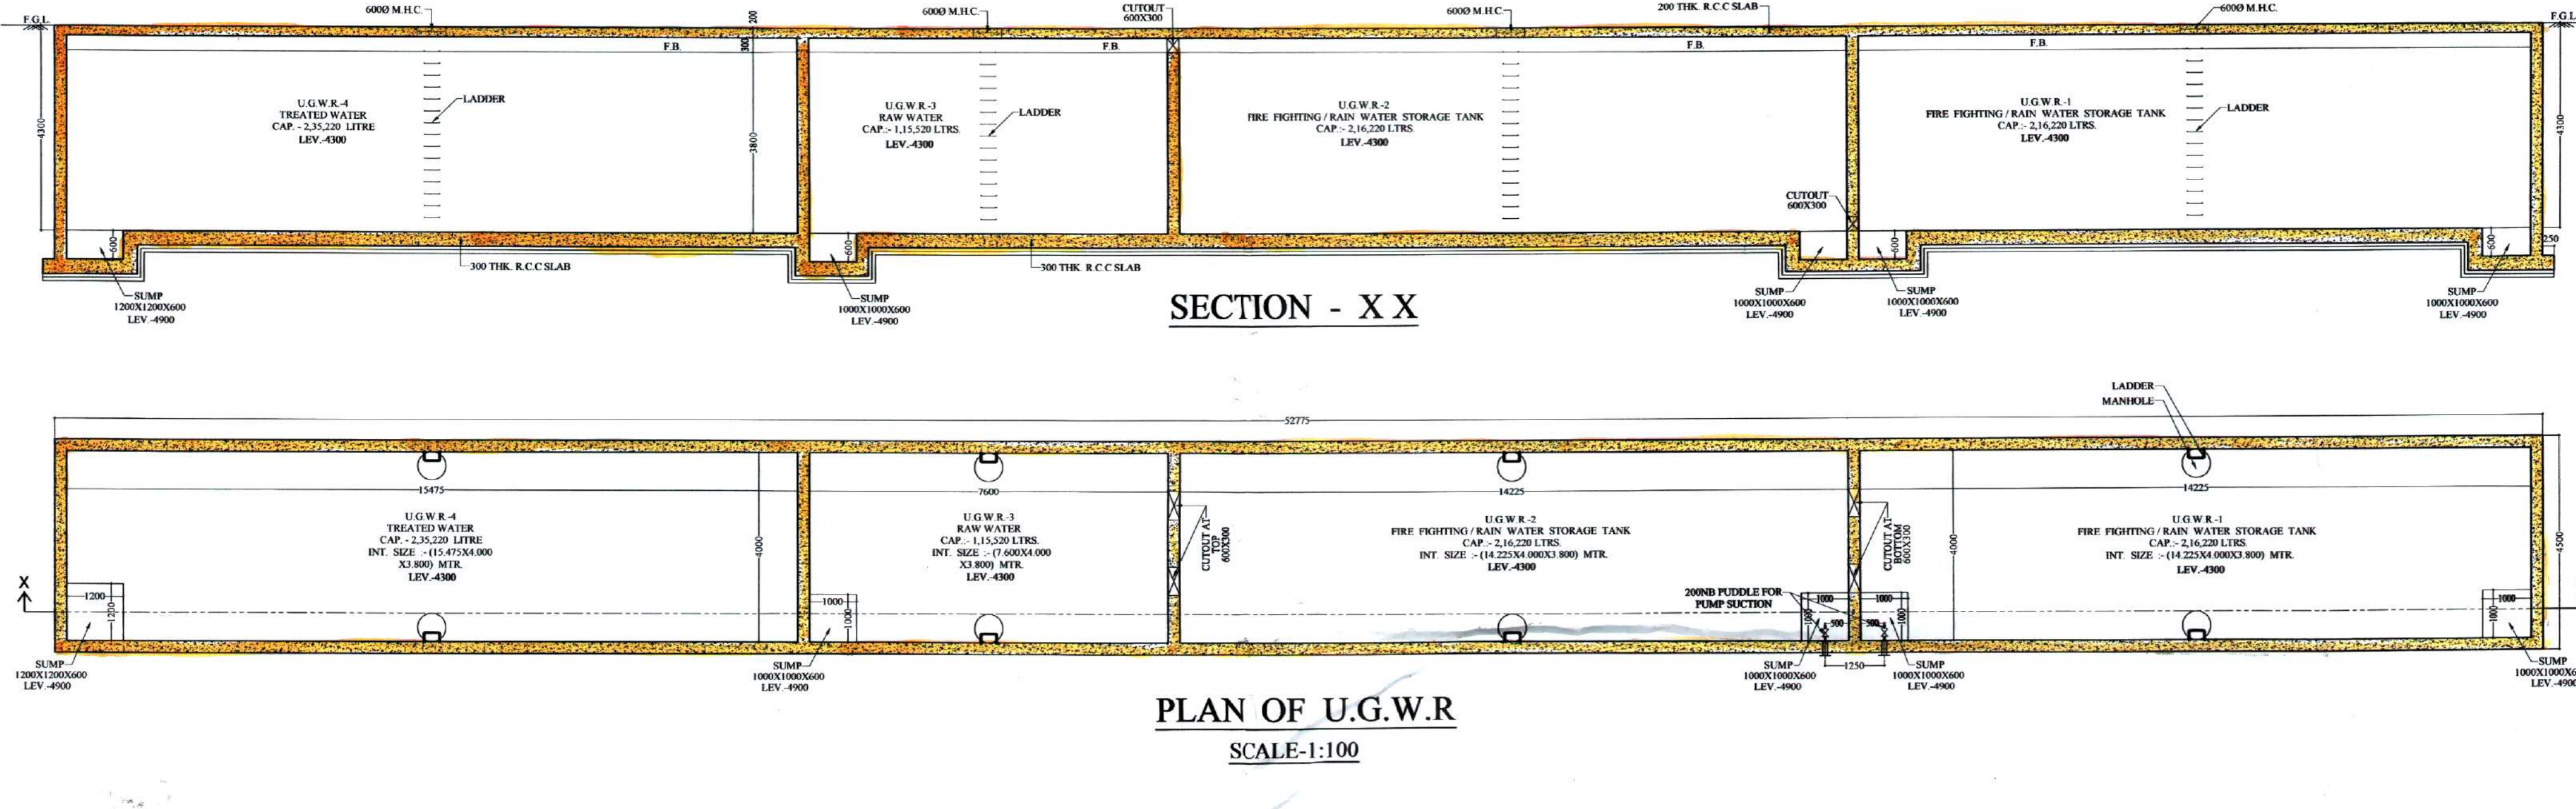 F.G.L.
600Ø M.H.C.
200
300
600Ø M.H.C.
CUTOUT
600X300
600Ø M.H.C.
200 THK. R.C.C SLAB
600Ø M.H.C.
F.G.L
F.B.
F.B.
F.B.
F.B.
4300
U.G.W.R.-4
TREATED WATER
CAP. - 2,35,220 LITRE
LEV.-4300
LADDER
3800
U.G.W.R.-3
RAW WATER
CAP.:- 1,15,520 LTRS.
LEV.-4300
LADDER
U.G.W.R.-2
FIRE FIGHTING / RAIN WATER STORAGE TANK
CAP.:- 2,16,220 LTRS.
LEV.-4300
CUTOUT
600X300
U.G.W.R.-1
FIRE FIGHTING / RAIN WATER STORAGE TANK
CAP.:- 2,16,220 LTRS.
LEV.-4300
LADDER
4300
600
600
600
600
250
300 THK. R.C.C SLAB
300 THK. R.C.C SLAB
SUMP
1200X1200X600
LEV.-4900
SUMP
1000X1000X600
LEV.-4900
SUMP
1000X1000X600
LEV.-4900
SUMP
1000X1000X600
LEV.-4900
SUMP
1000X1000X600
LEV.-4900
SECTION - X X
LADDER
MANHOLE
52775
15475
7600
14225
14225
U.G.W.R.-4
TREATED WATER
CAP. - 2,35,220 LITRE
INT. SIZE :- (15.475X4.000
X3.800) MTR.
LEV.-4300
4000
U.G.W.R.-3
RAW WATER
CAP.:- 1,15,520 LTRS.
INT. SIZE :- (7.600X4.000
X3.800) MTR.
LEV.-4300
CUTOUT AT
TOP
600X300
U.G.W.R.-2
FIRE FIGHTING / RAIN WATER STORAGE TANK
CAP.:- 2,16,220 LTRS.
INT. SIZE :- (14.225X4.000X3.800) MTR.
LEV.-4300
CUTOUT AT
BOTTOM
600X300
4000
U.G.W.R.-1
FIRE FIGHTING / RAIN WATER STORAGE TANK
CAP.:- 2,16,220 LTRS.
INT. SIZE :- (14.225X4.000X3.800) MTR.
LEV.-4300
4500
X
1200
1200
1000
1000
200NB PUDDLE FOR
PUMP SUCTION
1000
1000
1000
500
500
1000
1000
1000
1250
SUMP
1200X1200X600
LEV.-4900
SUMP
1000X1000X600
LEV.-4900
SUMP
1000X1000X600
LEV.-4900
SUMP
1000X1000X600
LEV.-4900
SUMP
1000X1000X6
LEV.-4900
PLAN OF U.G.W.R
SCALE-1:100